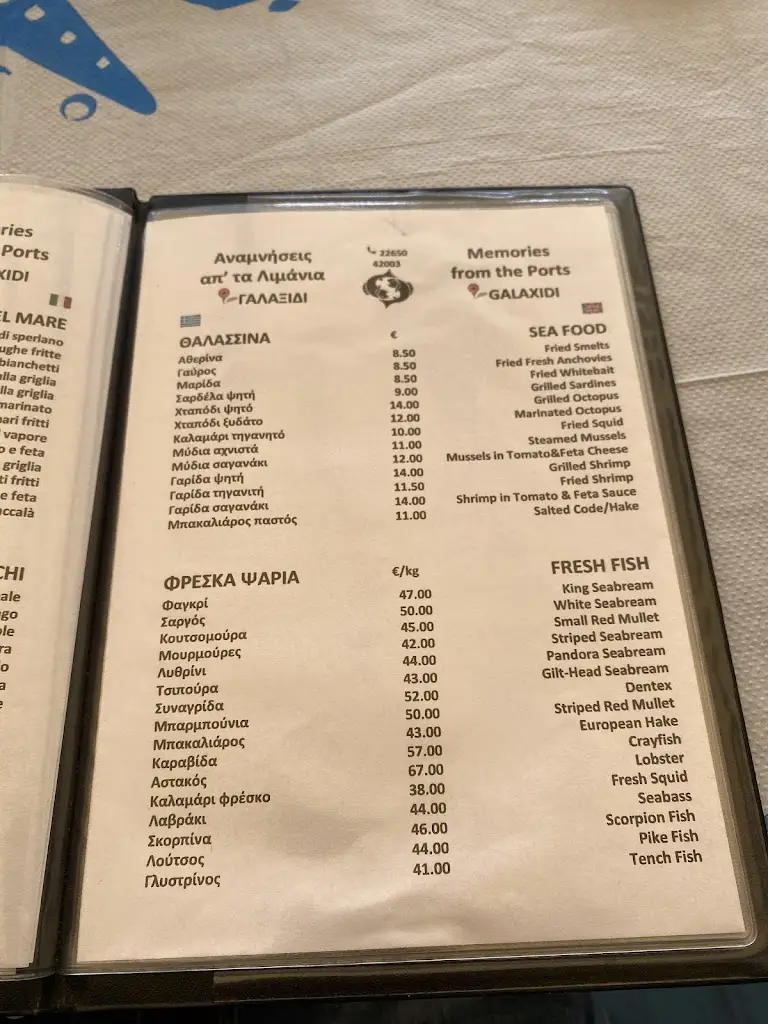 ries
Ports
XIDI
EL MARE
di sperlano
ughe fritte
bianchetti
alla griglia
lla griglia
marinato
nari fritti
vapore
o e feta
griglia
ti fritti
e feta
accalà
CHI
ale
go
ole
ra
o
a
e
Αναμνήσεις
απ' τα Λιμάνια
ΓΑΛΑΞΙΔΙ
22650
42003
Memories
from the Ports
GALAXIDI
ΘΑΛΑΣΣΙΝΑ € SEA FOOD
Αθερίνα 8.50 Fried Smelts
Γαύρος 8.50 Fried Fresh Anchovies
Μαρίδα 8.50 Fried Whitebait
Σαρδέλα ψητή 9.00 Grilled Sardines
Χταπόδι ψητό 14.00 Grilled Octopus
Χταπόδι ξυδάτο 12.00 Marinated Octopus
Καλαμάρι τηγανητό 10.00 Fried Squid
Μύδια αχνιστά 11.00 Steamed Mussels
Μύδια σαγανάκι 12.00 Mussels in Tomato&Feta Cheese
Γαρίδα ψητή 14.00 Grilled Shrimp
Γαρίδα τηγανιτή 11.50 Fried Shrimp
Γαρίδα σαγανάκι 14.00 Shrimp in Tomato & Feta Sauce
Μπακαλιάρος παστός 11.00 Salted Code/Hake
ΦΡΕΣΚΑ ΨΑΡΙΑ €/kg FRESH FISH
Φαγκρί 47.00 King Seabream
Σαργός 50.00 White Seabream
Κουτσομούρα 45.00 Small Red Mullet
Μουρμούρες 42.00 Striped Seabream
Λυθρίνι 44.00 Pandora Seabream
Τσιπούρα 43.00 Gilt-Head Seabream
Συναγρίδα 52.00 Dentex
Μπαρμπούνια 50.00 Striped Red Mullet
Μπακαλιάρος 43.00 European Hake
Καραβίδα 57.00 Crayfish
Αστακός 67.00 Lobster
Καλαμάρι φρέσκο 38.00 Fresh Squid
Λαβράκι 44.00 Seabass
Σκορπίνα 46.00 Scorpion Fish
Λούτσος 44.00 Pike Fish
Γλυστρίνος 41.00 Tench Fish